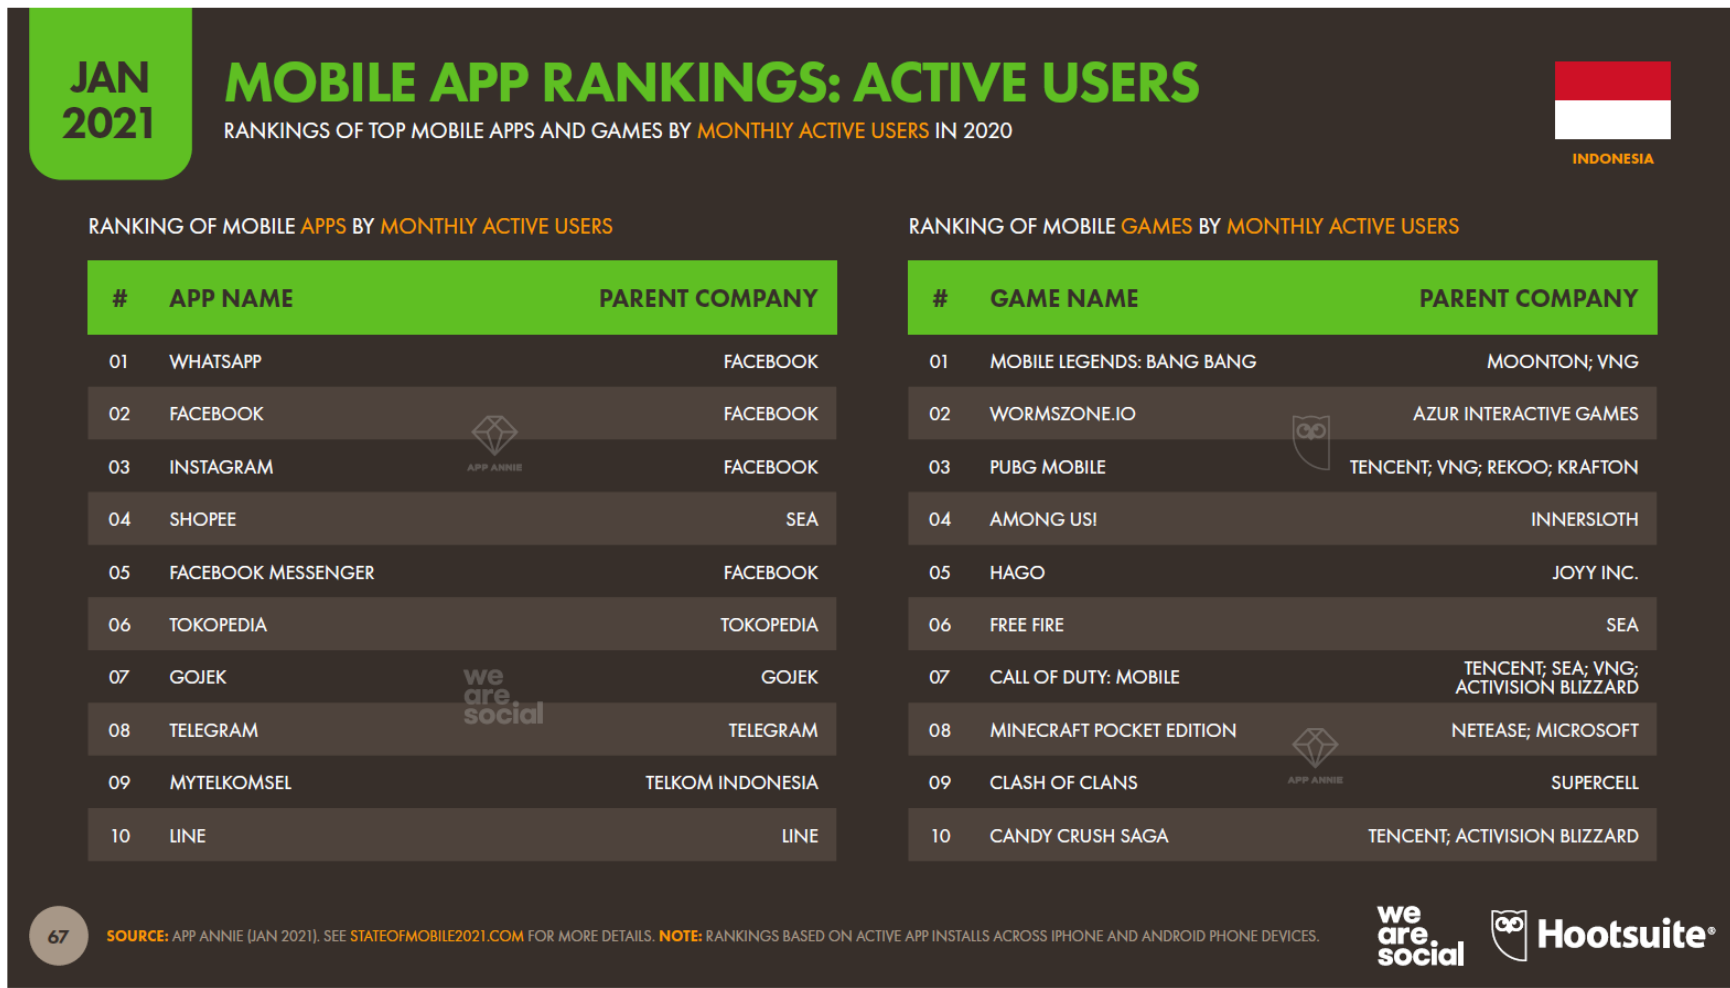 JAN
2021
MOBILE APP RANKINGS: ACTIVE USERS
RANKINGS OF TOP MOBILE APPS AND GAMES BY MONTHLY ACTIVE USERS IN 2020
INDONESIA
RANKING OF MOBILE APPS BY MONTHLY ACTIVE USERS
# APP NAME PARENT COMPANY
01 WHATSAPP FACEBOOK
02 FACEBOOK FACEBOOK
03 INSTAGRAM FACEBOOK
04 SHOPEE SEA
05 FACEBOOK MESSENGER FACEBOOK
06 TOKOPEDIA TOKOPEDIA
07 GOJEK GOJEK
08 TELEGRAM TELEGRAM
09 MYTELKOMSEL TELKOM INDONESIA
10 LINE LINE
APP ANNIE
we
are.
social
RANKING OF MOBILE GAMES BY MONTHLY ACTIVE USERS
# GAME NAME PARENT COMPANY
01 MOBILE LEGENDS: BANG BANG MOONTON; VNG
02 WORMSZONE.IO AZUR INTERACTIVE GAMES
03 PUBG MOBILE TENCENT; VNG; REKOO; KRAFTON
04 AMONG US! INNERSLOTH
05 HAGO JOYY INC.
06 FREE FIRE SEA
07 CALL OF DUTY: MOBILE TENCENT; SEA; VNG;
ACTIVISION BLIZZARD
08 MINECRAFT POCKET EDITION NETEASE; MICROSOFT
09 CLASH OF CLANS SUPERCELL
10 CANDY CRUSH SAGA TENCENT; ACTIVISION BLIZZARD
APP ANNIE
67
SOURCE: APP ANNIE (JAN 2021). SEE STATEOFMOBILE2021.COM FOR MORE DETAILS. NOTE: RANKINGS BASED ON ACTIVE APP INSTALLS ACROSS IPHONE AND ANDROID PHONE DEVICES.
we
are.
social
Hootsuite®